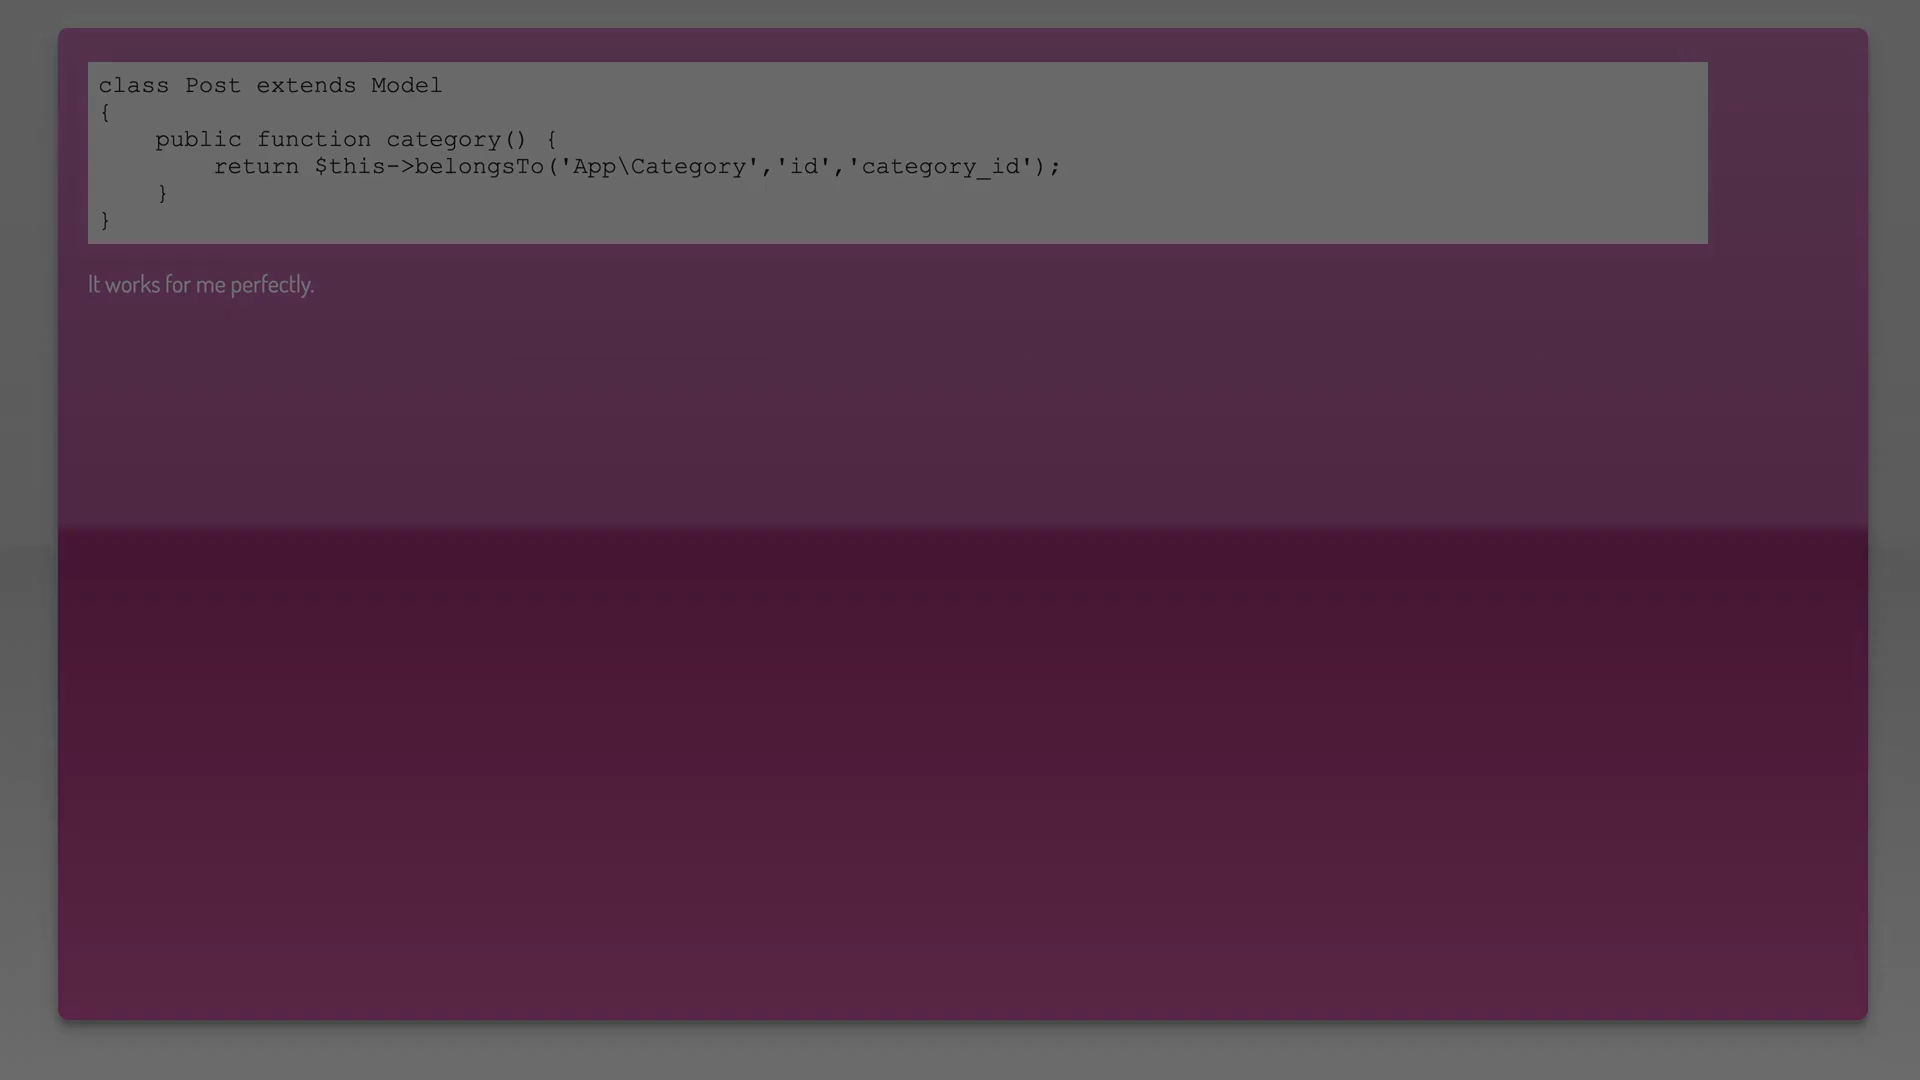 class Post extends Model
{
    public function category() {
        return $this->belongsTo('App\Category','id','category_id');
    }
}
It works for me perfectly.